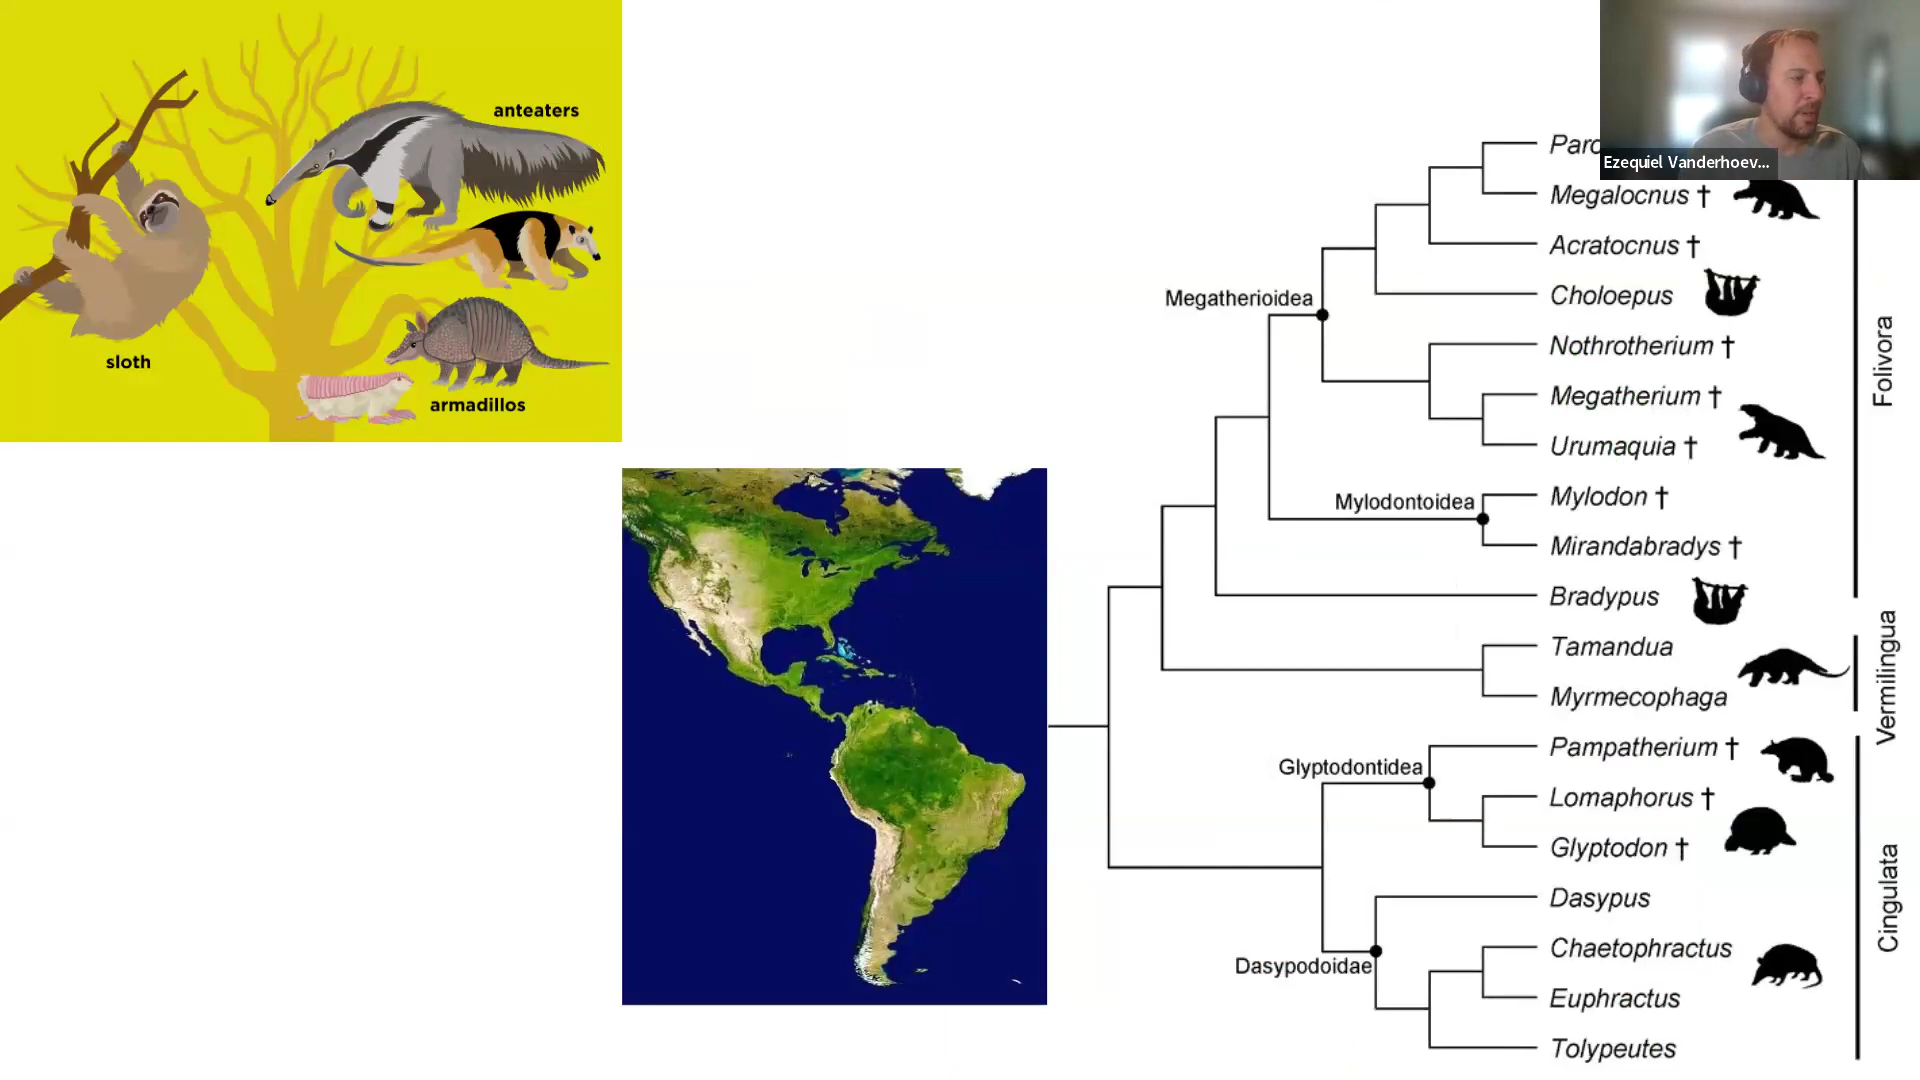 anteaters
sloth
armadillos
Ezequiel Vanderhoev...
Megalocnus †
Acratocnus †
Choloepus
Megatherioidea
Nothrotherium †
Megatherium †
Urumaquia †
Mylodontoidea
Mylodon †
Mirandabradys †
Bradypus
Folivora
Tamandua
Myrmecophaga
Vermilingua
Glyptodontidea
Pampatherium †
Lomaphorus †
Glyptodon †
Dasypodoidae
Dasypus
Chaetophractus
Euphractus
Tolypeutes
Cingulata